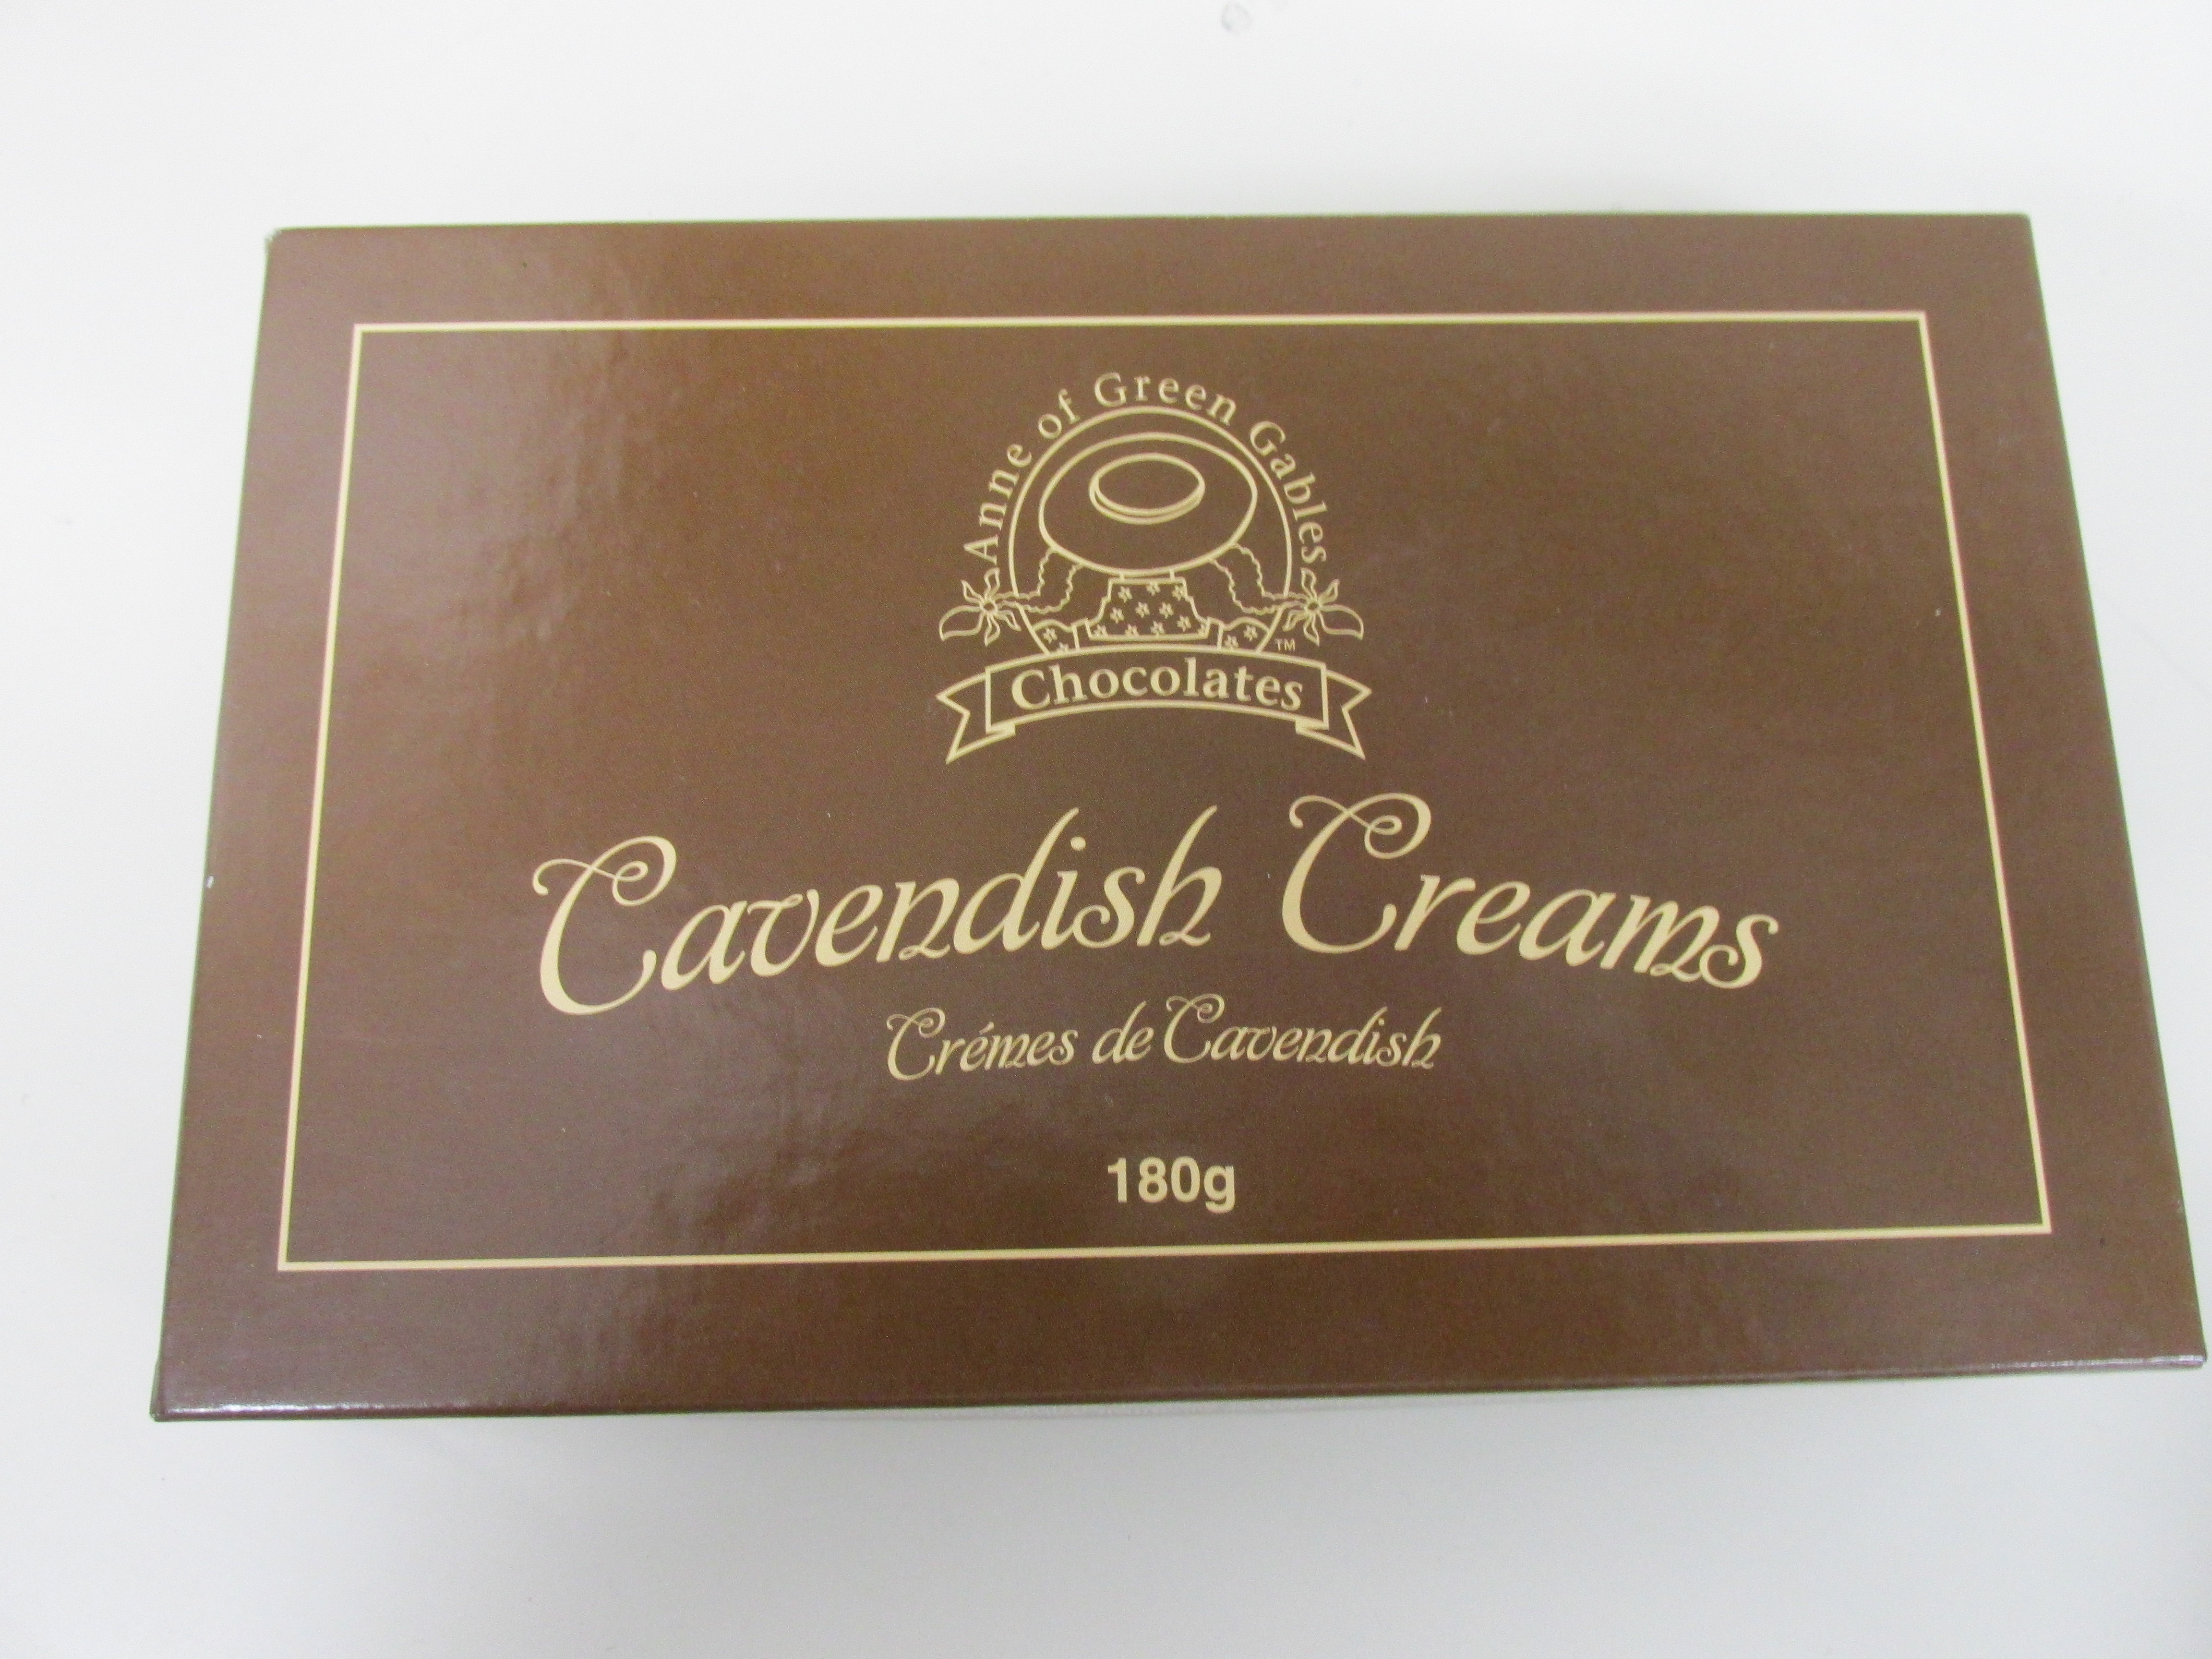 Anne of Green Gables
TM
Chocolates
Cavendish Creams
Crémes de Cavendish
180g